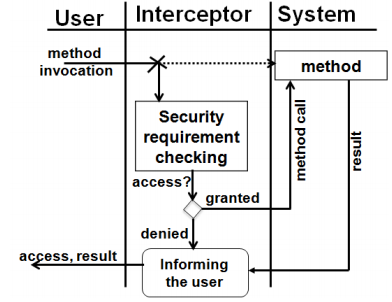 User
Interceptor
System
method
invocation
method
Security
requirement
checking
method call
result
access?
granted
denied
access, result
Informing
the user